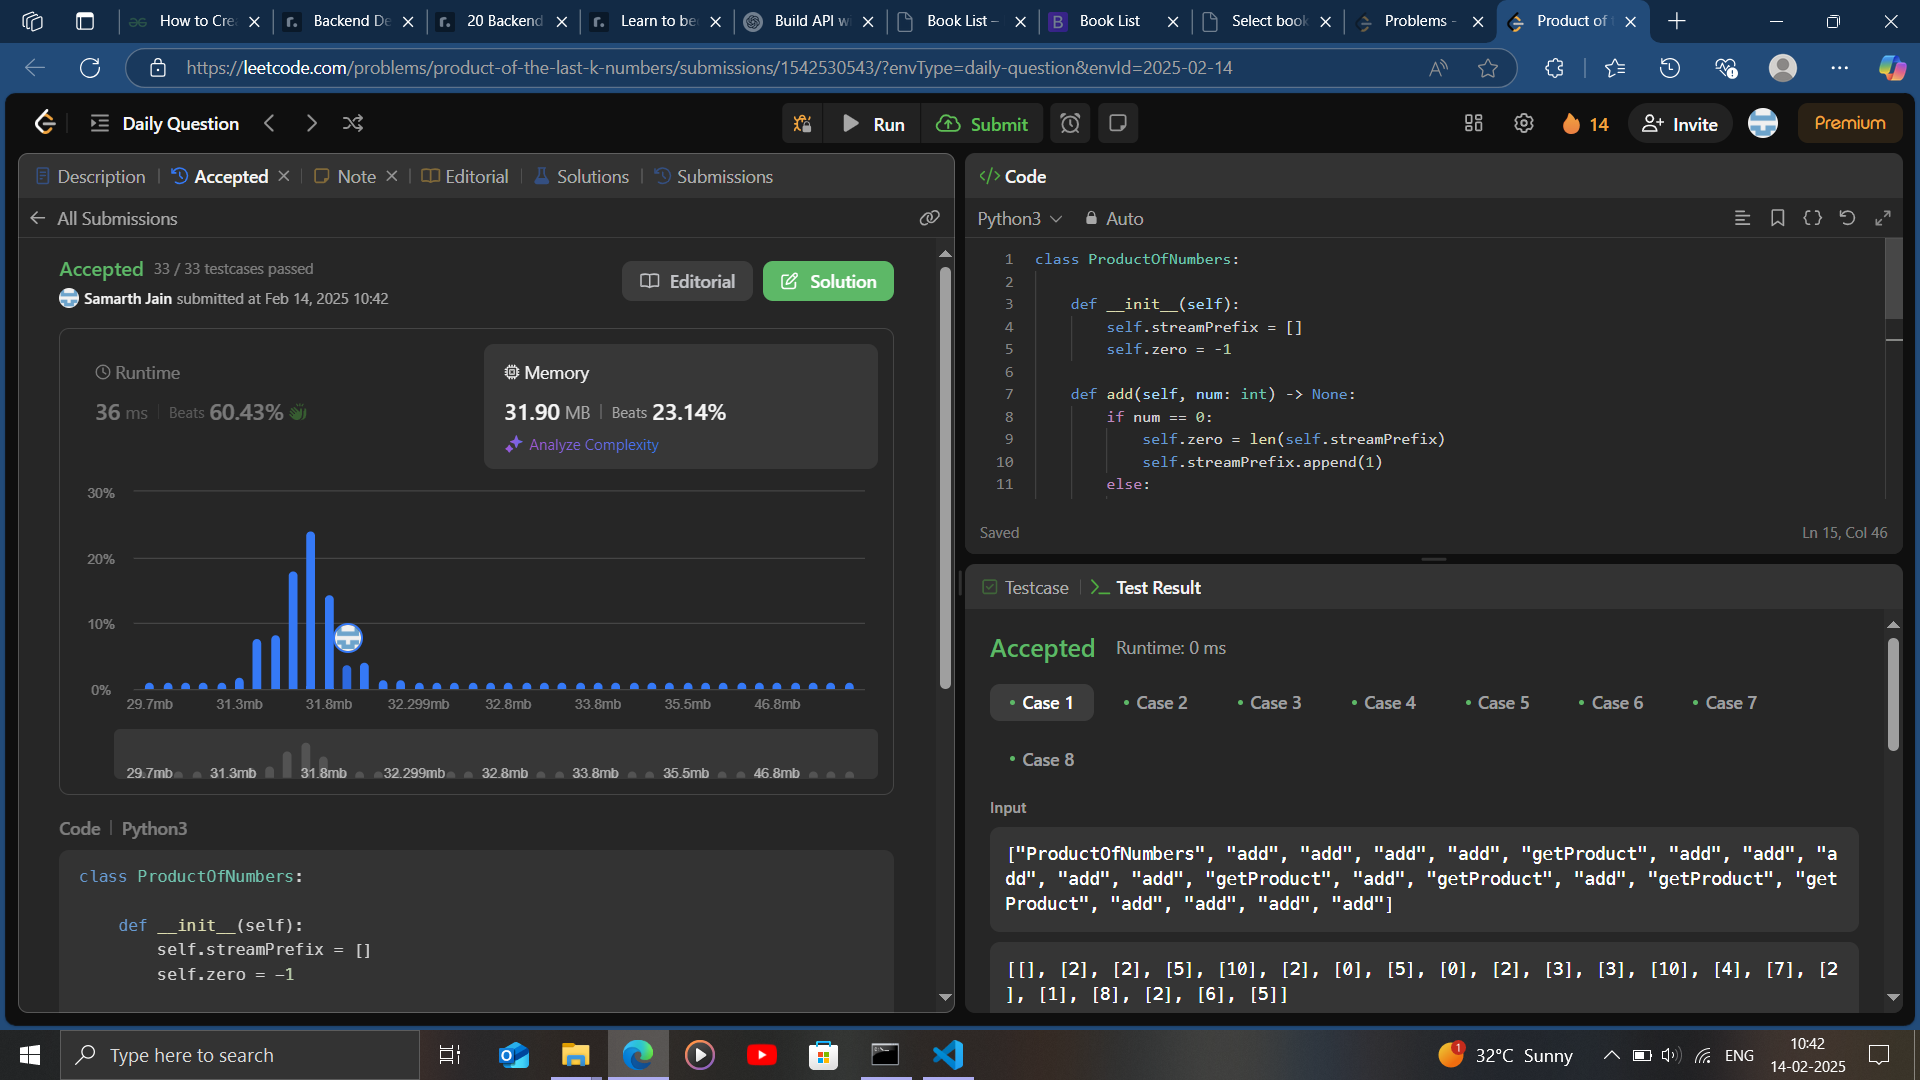 How to Cre
Backend De
20 Backend
Learn to be
Build API w
Book List –
Book List
Select book
Problems -
Product of
https://leetcode.com/problems/product-of-the-last-k-numbers/submissions/1542530543/?envType=daily-question&envId=2025-02-14
Daily Question
Run
Submit
14
Invite
Premium
Description
Accepted
Note
Editorial
Solutions
Submissions
All Submissions
Accepted 33 / 33 testcases passed
Samarth Jain submitted at Feb 14, 2025 10:42
Editorial
Solution
Runtime
36 ms | Beats 60.43%
Memory
31.90 MB | Beats 23.14%
Analyze Complexity
30%
20%
10%
0%
29.7mb 31.3mb 31.8mb 32.299mb 32.8mb 33.8mb 35.5mb 46.8mb
29.7mb 31.3mb 31.8mb 32.299mb 32.8mb 33.8mb 35.5mb 46.8mb
Code | Python3
class ProductOfNumbers:
def __init__(self):
self.streamPrefix = []
self.zero = -1
</> Code
Python3
Auto
1 class ProductOfNumbers:
2
3 def __init__(self):
4 self.streamPrefix = []
5 self.zero = -1
6
7 def add(self, num: int) -> None:
8 if num == 0:
9 self.zero = len(self.streamPrefix)
10 self.streamPrefix.append(1)
11 else:
Saved
Ln 15, Col 46
Testcase
>_ Test Result
Accepted Runtime: 0 ms
• Case 1 • Case 2 • Case 3 • Case 4 • Case 5 • Case 6 • Case 7
• Case 8
Input
["ProductOfNumbers", "add", "add", "add", "add", "getProduct", "add", "add", "a
dd", "add", "add", "getProduct", "add", "getProduct", "add", "getProduct", "get
Product", "add", "add", "add", "add"]
[[], [2], [2], [5], [10], [2], [0], [5], [0], [2], [3], [3], [10], [4], [7], [2
], [1], [8], [2], [6], [5]]
Type here to search
1
32°C Sunny
ENG
10:42
14-02-2025